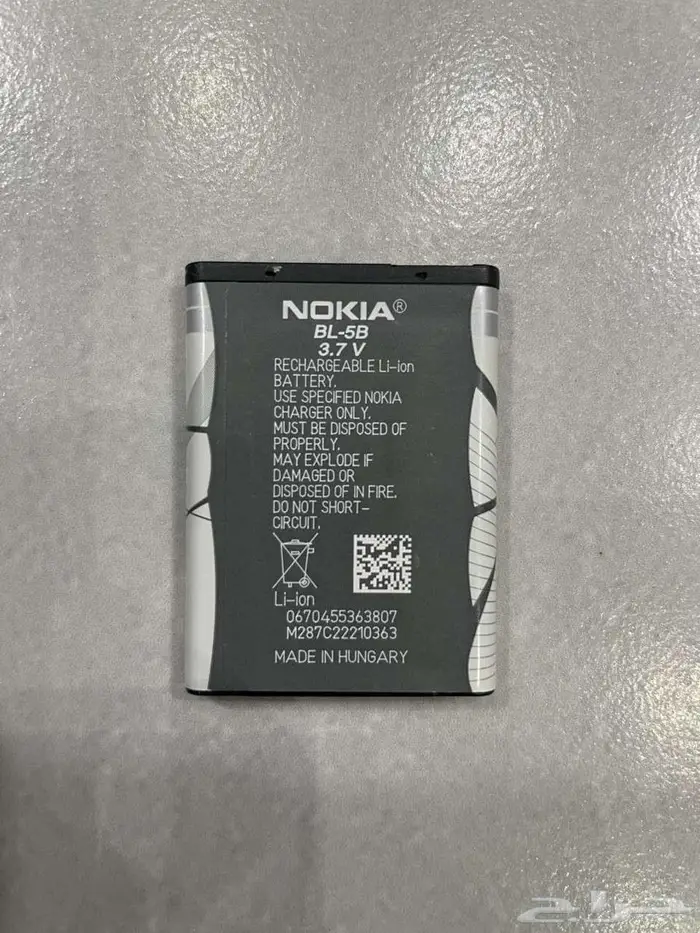 NOKIA®
BL-5B
3.7 V
RECHARGEABLE Li-ion
BATTERY.
USE SPECIFIED NOKIA
CHARGER ONLY.
MUST BE DISPOSED OF
PROPERLY.
MAY EXPLODE IF
DAMAGED OR
DISPOSED OF IN FIRE.
DO NOT SHORT-
CIRCUIT.
Li-ion
0670455363807
M287C22210363
MADE IN HUNGARY
حراج